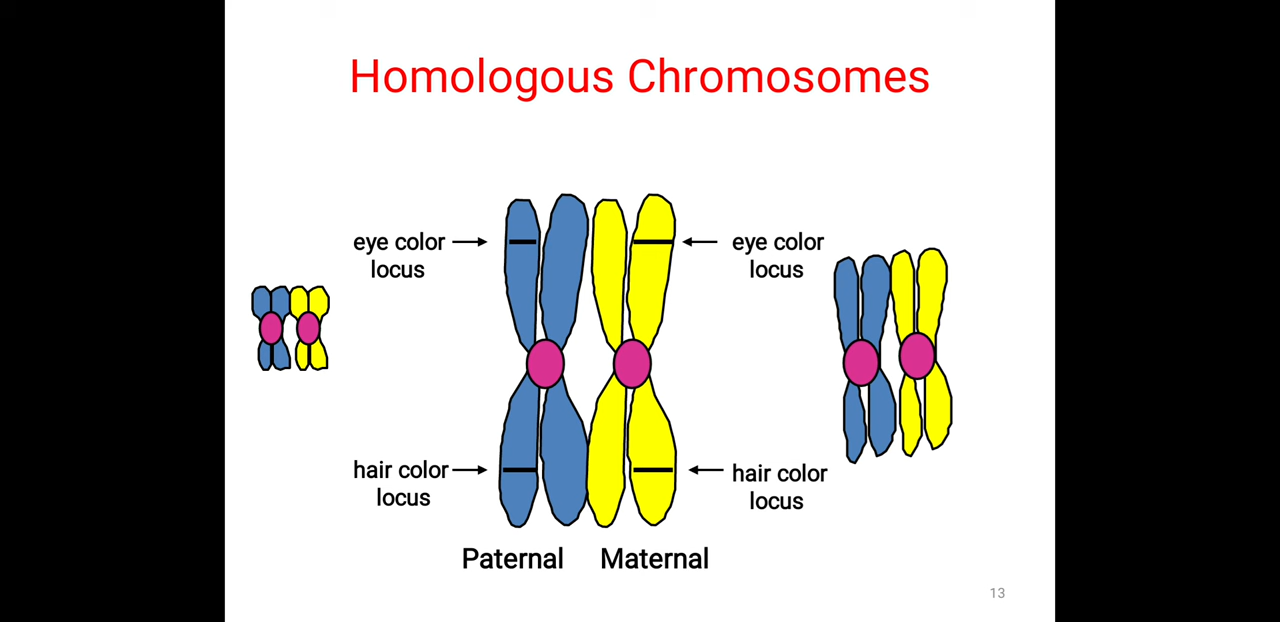 Homologous Chromosomes
eye color
locus
eye color
locus
hair color
locus
hair color
locus
Paternal
Maternal
13